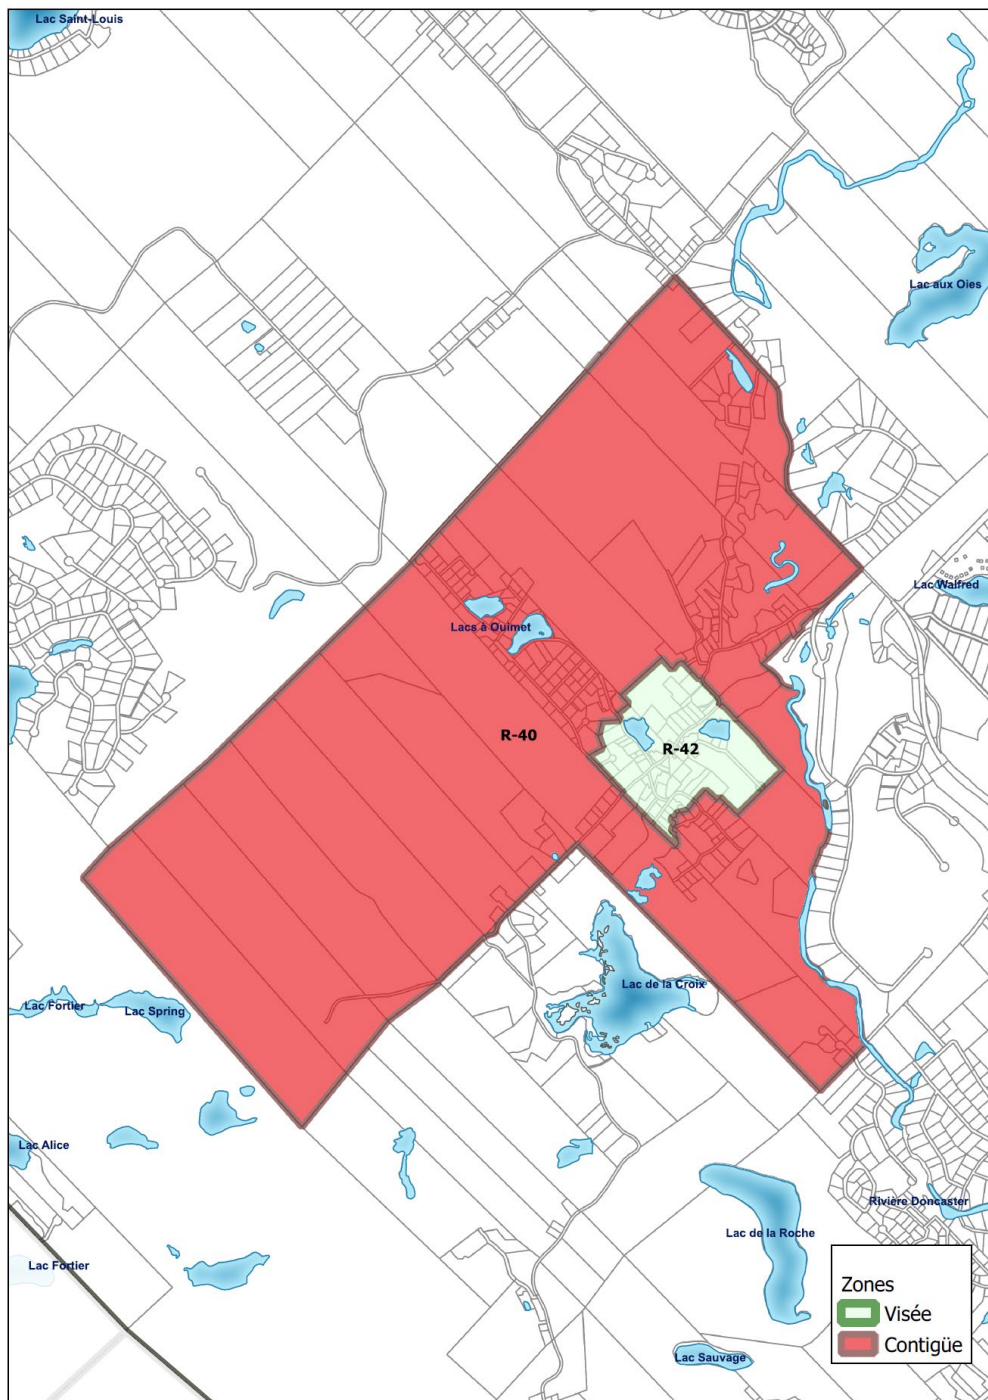 Lac Saint-Louis
Lac aux Oies
Lac Walfred
Lacs à Ouimet
R-40
R-42
Lac de la Croix
Lac Fortier
Lac Spring
Lac Alice
Rivière Doncaster
Lac de la Roche
Lac Fortier
Zones
Visée
Contigüe
Lac Sauvage